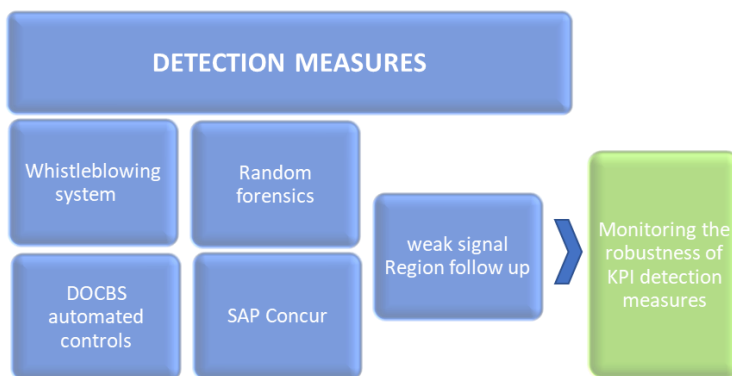 DETECTION MEASURES
Whistleblowing
system
Random
forensics
DOCBS
automated
controls
SAP Concur
weak signal
Region follow up
Monitoring the
robustness of
KPI detection
measures